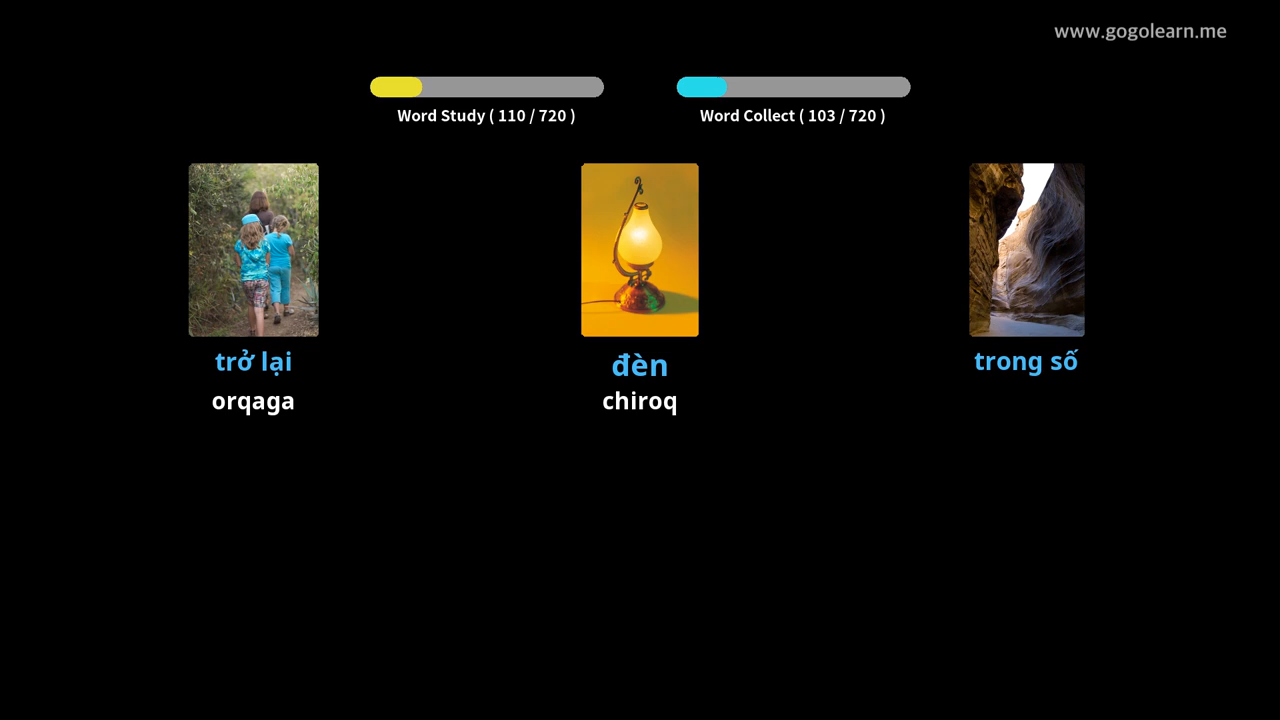 www.gogolearn.me
Word Study ( 110 / 720 )
Word Collect ( 103 / 720 )
trở lại
orqaga
đèn
chiroq
trong số